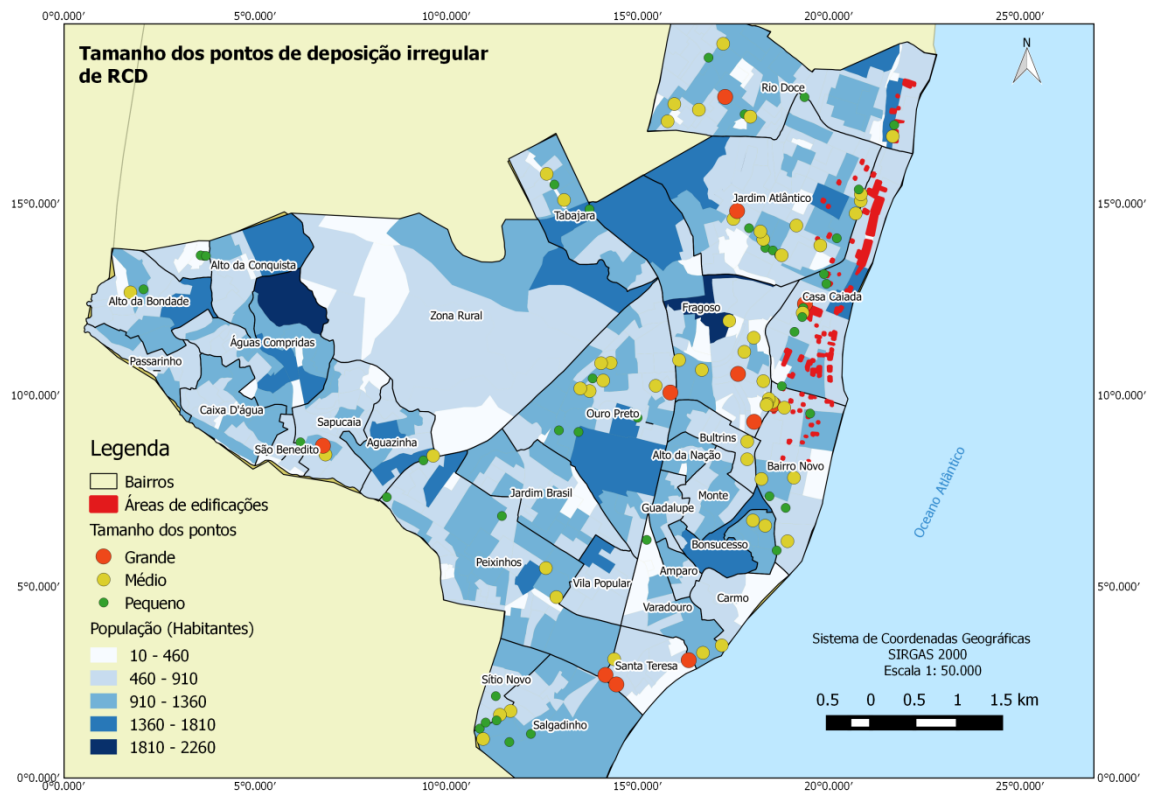 0°0.000′ 5°0.000′ 10°0.000′ 15°0.000′ 20°0.000′ 25°0.000′
Tamanho dos pontos de deposição irregular
de RCD
N
Rio Doce
Jardim Atlântico
15°0.000′ 15°0.000′
Tabajara
Alto da Conquista
Alto da Bondade
Casa Caiada
Fragoso
Zona Rural
Águas Compridas
Passarinho
10°0.000′ 10°0.000′
Caixa D'água
Ouro Preto
Sapucaia
Bultrins
Aguazinha
São Benedito
Alto da Nação
Bairro Novo
Legenda
Bairros
Áreas de edificações
Tamanho dos pontos
Grande
Médio
Pequeno
População (Habitantes)
10 - 460
460 - 910
910 - 1360
1360 - 1810
1810 - 2260
Jardim Brasil
Monte
Guadalupe
Oceano Atlântico
Bonsucesso
Peixinhos
Amparo
Vila Popular
5°0.000′ 5°0.000′
Carmo
Varadouro
Santa Teresa
Sítio Novo
Salgadinho
Sistema de Coordenadas Geográficas
SIRGAS 2000
Escala 1: 50.000
0.5 0 0.5 1 1.5 km
0°0.000′ 0°0.000′
0°0.000′ 5°0.000′ 10°0.000′ 15°0.000′ 20°0.000′ 25°0.000′